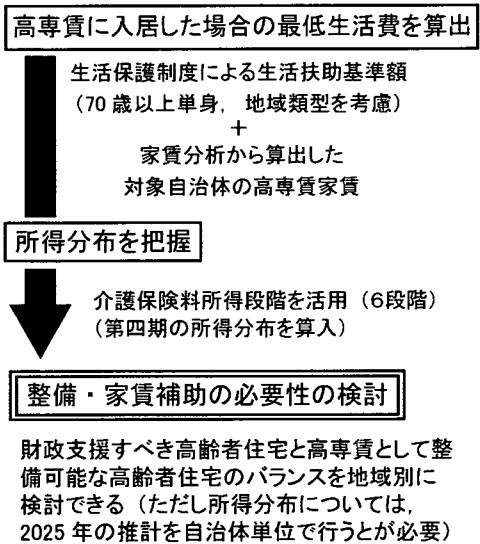 高専賃に入居した場合の最低生活費を算出
生活保護制度による生活扶助基準額
（70歳以上単身，地域類型を考慮）
＋
家賃分析から算出した
対象自治体の高専賃家賃
所得分布を把握
介護保険料所得段階を活用（6段階）
（第四期の所得分布を算入）
整備・家賃補助の必要性の検討
財政支援すべき高齢者住宅と高専賃として整
備可能な高齢者住宅のバランスを地域別に
検討できる（ただし所得分布については，
2025年の推計を自治体単位で行うとが必要）